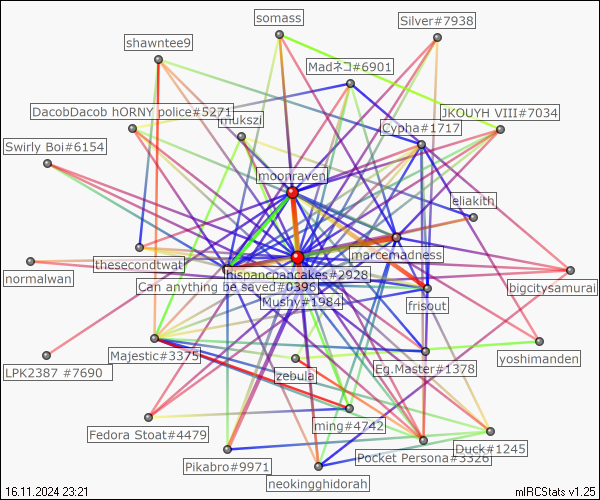 somass
Silver#7938
shawntee9
Madネコ#6901
DacobDacob hORNY police#5271
JKOUYH VIII#7034
Cypha#1717
Swirly Boi#6154
moonraven
eliakith
marcemadness
thesecondtwat
normalwan
hispancpancakes#2928
bigcitysamurai
Can anything be saved#0396
Mushy#1984
frisout
Majestic#3375
yoshimanden
LPK2387 #7690
Eg.Master#1378
zebula
ming#4742
Fedora Stoat#4479
Duck#1245
Pocket Persona#3326
Pikabro#9971
neokingghidorah
16.11.2024 23:21
mIRCStats v1.25